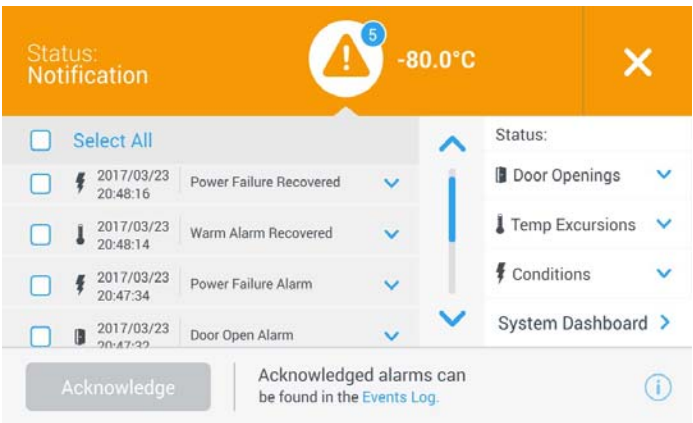 Status:
Notification
5
-80.0°C
Select All
2017/03/23
20:48:16
Power Failure Recovered
2017/03/23
20:48:14
Warm Alarm Recovered
2017/03/23
20:47:34
Power Failure Alarm
2017/03/23
20:47:32
Door Open Alarm
Status:
Door Openings
Temp Excursions
Conditions
System Dashboard
Acknowledge
Acknowledged alarms can
be found in the Events Log.